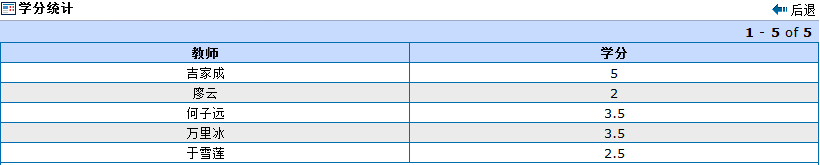 学分统计 后退
1 - 5 of 5
教师 学分
吉家成 5
廖云 2
何子远 3.5
万里冰 3.5
于雪莲 2.5